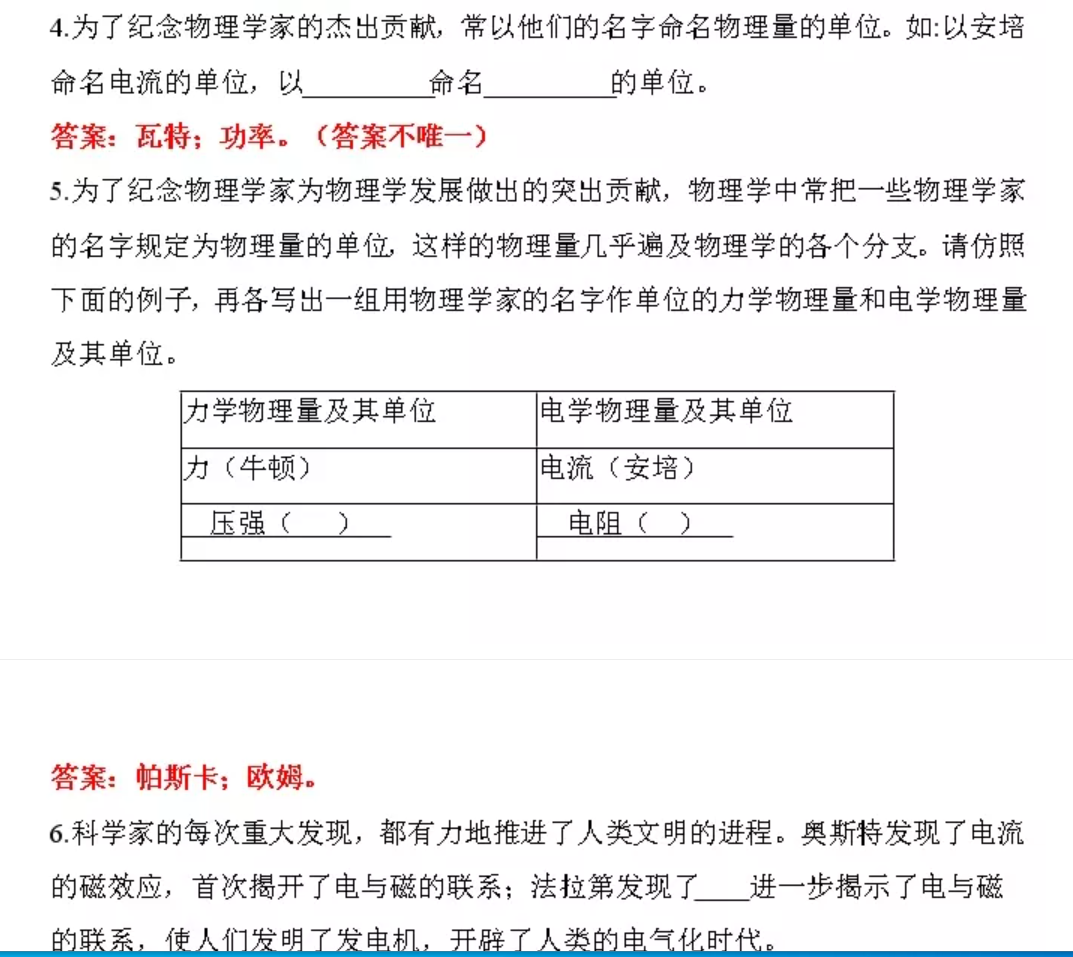 4.为了纪念物理学家的杰出贡献，常以他们的名字命名物理量的单位。如:以安培
命名电流的单位，以__________命名__________的单位。
答案：瓦特；功率。（答案不唯一）
5.为了纪念物理学家为物理学发展做出的突出贡献，物理学中常把一些物理学家
的名字规定为物理量的单位，这样的物理量几乎遍及物理学的各个分支。请仿照
下面的例子，再各写出一组用物理学家的名字作单位的力学物理量和电学物理量
及其单位。
力学物理量及其单位 电学物理量及其单位
力（牛顿） 电流（安培）
压强（ ） 电阻（ ）
答案：帕斯卡；欧姆。
6.科学家的每次重大发现，都有力地推进了人类文明的进程。奥斯特发现了电流
的磁效应，首次揭开了电与磁的联系；法拉第发现了____进一步揭示了电与磁
的联系，使人们发明了发电机，开辟了人类的电气化时代。